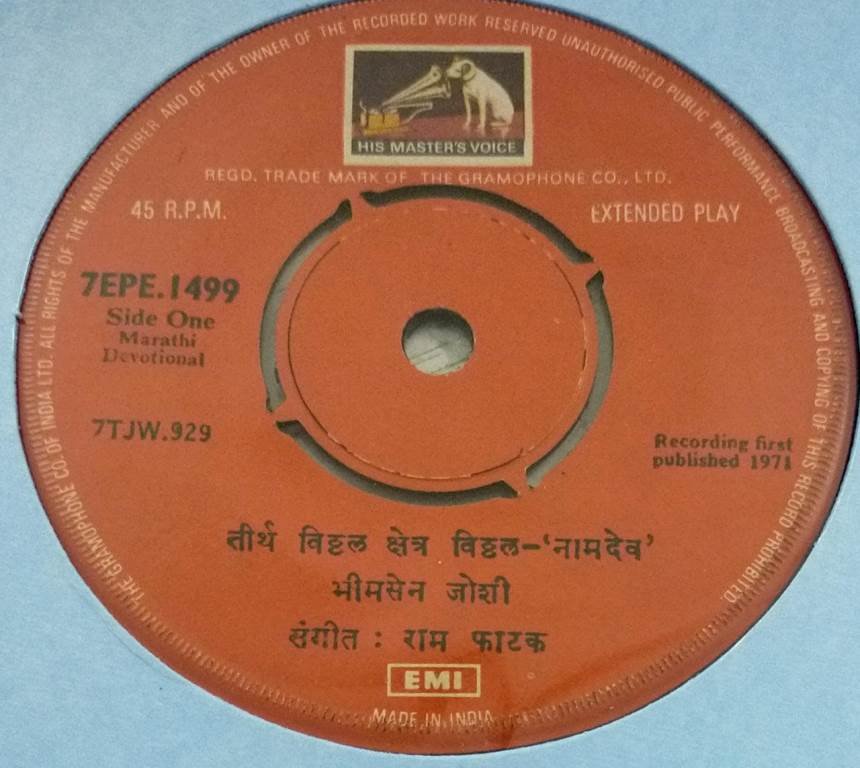 THE GRAMOPHONE CO. OF INDIA LTD. ALL RIGHTS OF THE MANUFACTURER AND OF THE OWNER OF THE RECORDED WORK RESERVED UNAUTHORISED PUBLIC PERFORMANCE BROADCASTING AND COPYING OF THIS RECORD PROHIBITED.
HIS MASTER'S VOICE
REGD. TRADE MARK OF THE GRAMOPHONE CO., LTD.
45 R.P.M.
EXTENDED PLAY
7EPE.1499
Side One
Marathi
Devotional
7TJW.929
Recording first
published 1971
तीर्थ विठ्ठल क्षेत्र विठ्ठल-‘नामदेव’
भीमसेन जोशी
संगीत : राम फाटक
EMI
MADE IN INDIA